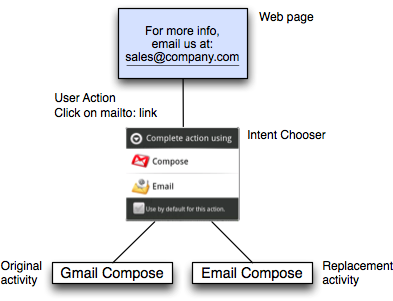 Web page
For more info,
email us at:
sales@company.com
User Action
Click on mailto: link
Intent Chooser
Complete action using
Compose
Email
Use by default for this action.
Original
activity
Gmail Compose
Email Compose
Replacement
activity